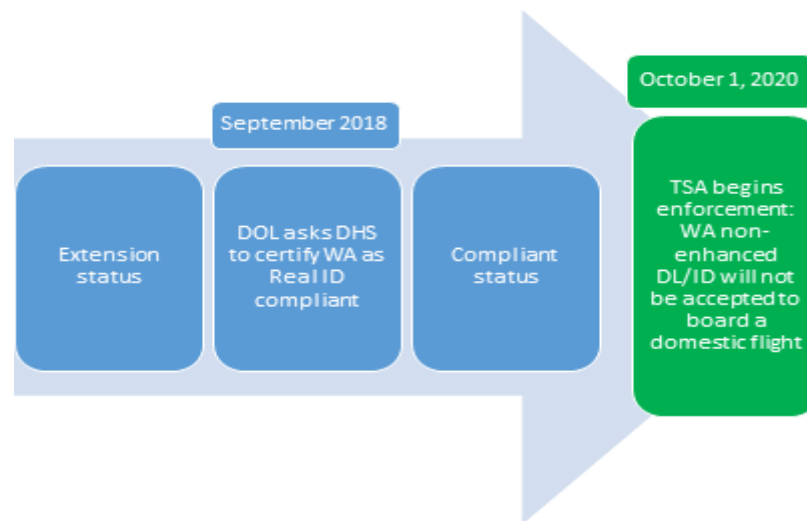 October 1, 2020
September 2018
Extension
status
DOL asks DHS
to certify WA as
Real ID
compliant
Compliant
status
TSA begins
enforcement:
WA non-
enhanced
DL/ID will not
be accepted to
board a
domestic flight